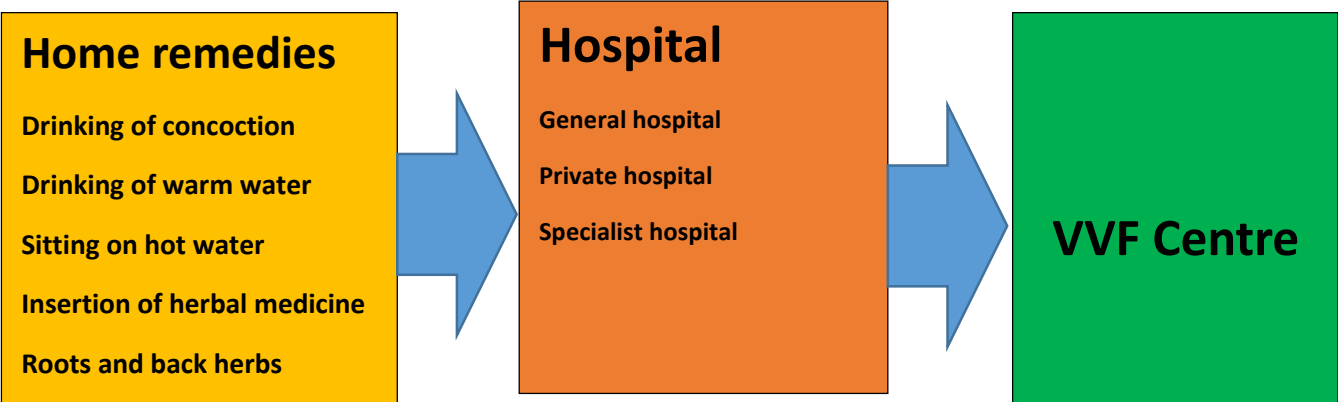 Home remedies
Drinking of concoction
Drinking of warm water
Sitting on hot water
Insertion of herbal medicine
Roots and back herbs
Hospital
General hospital
Private hospital
Specialist hospital
VVF Centre